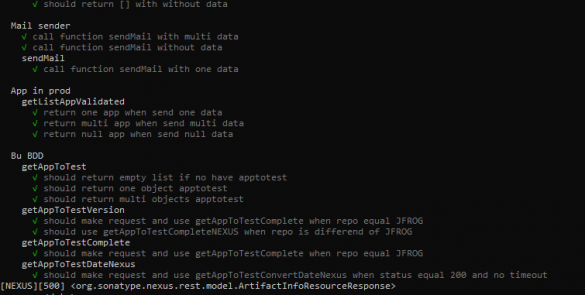 √ should return [] with without data
Mail sender
√ call function sendMail with multi data
√ call function sendMail without data
sendMail
√ call function sendMail with one data
App in prod
getListAppValidated
√ return one app when send one data
√ return multi app when send multi data
√ return null app when send null data
Bu BDD
getAppToTest
√ should return empty list if no have apptotest
√ should return one object apptotest
√ should return multi objects apptotest
getAppToTestVersion
√ should make request and use getAppToTestComplete when repo equal JFROG
√ should use getAppToTestCompleteNEXUS when repo is differend of JFROG
getAppToTestComplete
√ should make request and use getAppToTestComplete when repo equal JFROG
getAppToTestDateNexus
√ should make request and use getAppToTestConvertDateNexus when status equal 200 and no timeout
[NEXUS][500] <org.sonatype.nexus.rest.model.ArtifactInfoResourceResponse>